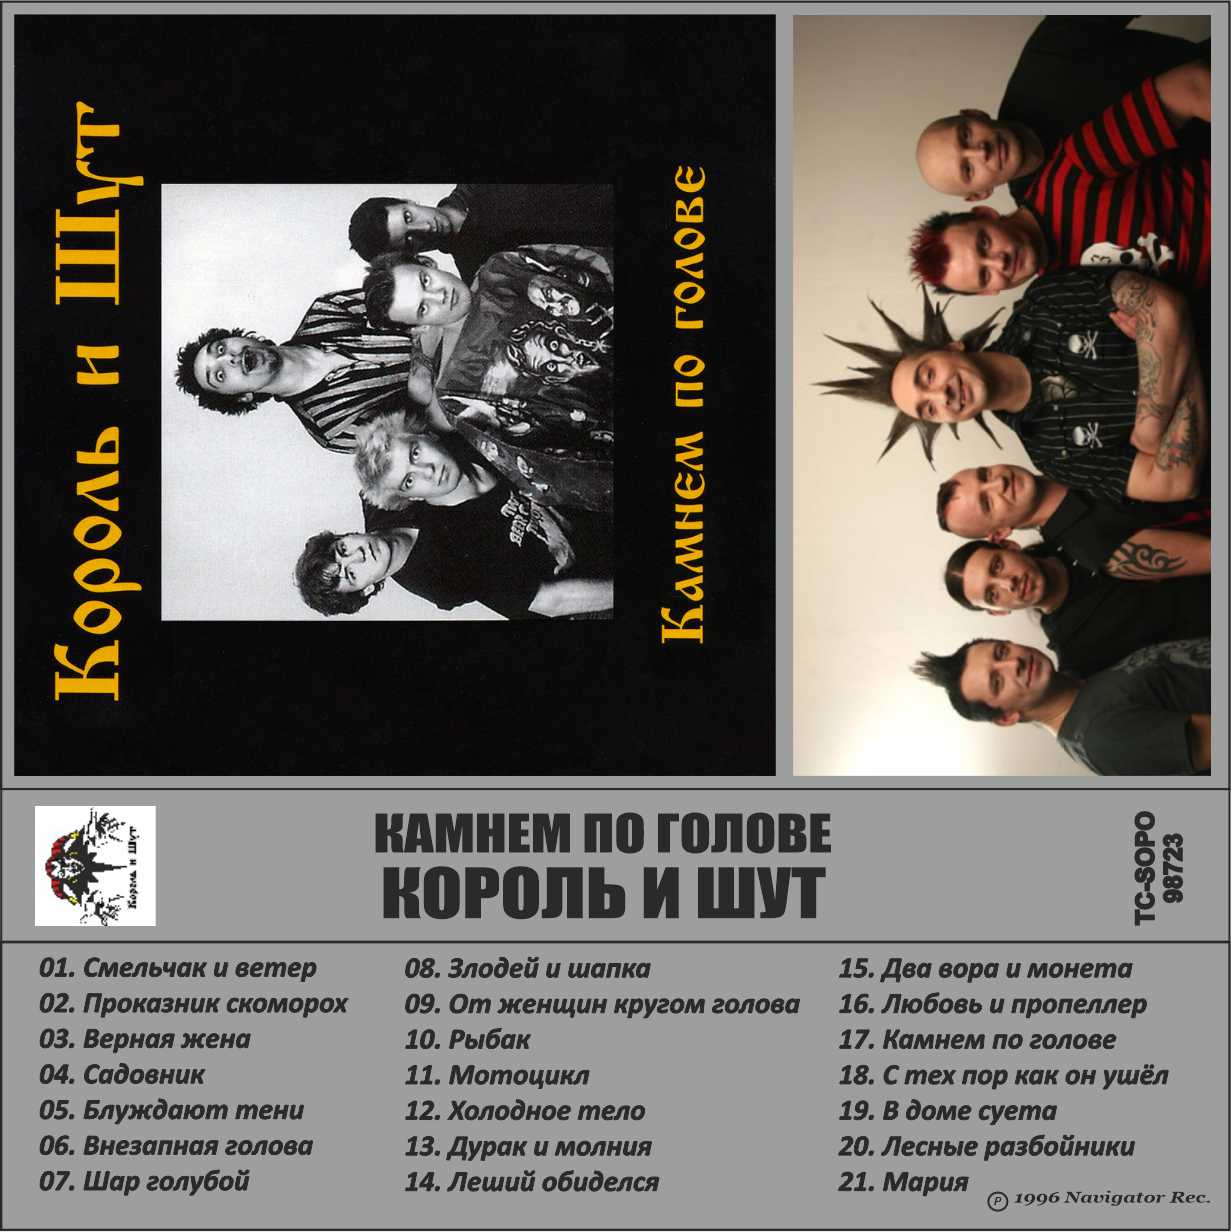 Король и Шут
Камнем по голове
КАМНЕМ ПО ГОЛОВЕ
КОРОЛЬ И ШУТ
Король и Шут
TC-SOPO
98723
01. Смельчак и ветер
02. Проказник скоморох
03. Верная жена
04. Садовник
05. Блуждают тени
06. Внезапная голова
07. Шар голубой
08. Злодей и шапка
09. От женщин кругом голова
10. Рыбак
11. Мотоцикл
12. Холодное тело
13. Дурак и молния
14. Леший обиделся
15. Два вора и монета
16. Любовь и пропеллер
17. Камнем по голове
18. С тех пор как он ушёл
19. В доме суета
20. Лесные разбойники
21. Мария
Ⓟ 1996 Navigator Rec.